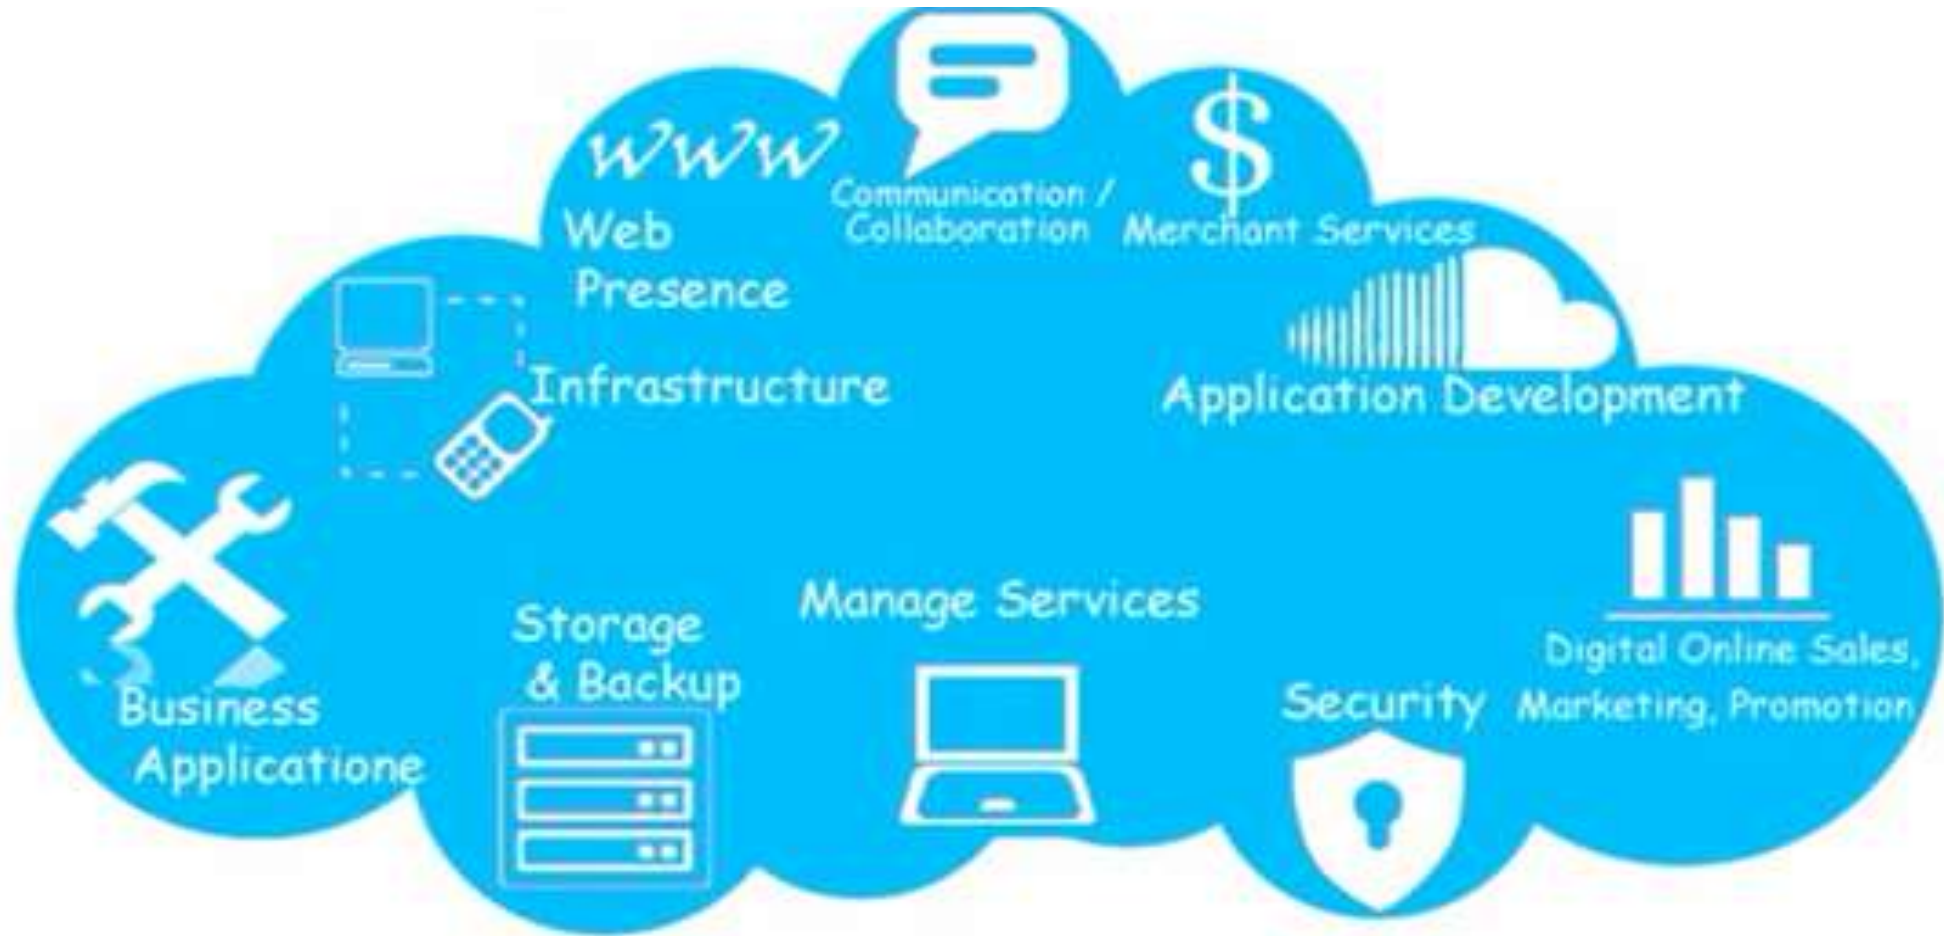 www
Communication /
Collaboration
$
Merchant Services
Web
Presence
Infrastructure
Application Development
Manage Services
Storage
& Backup
Digital Online Sales,
Marketing, Promotion
Security
Business
Applicatione